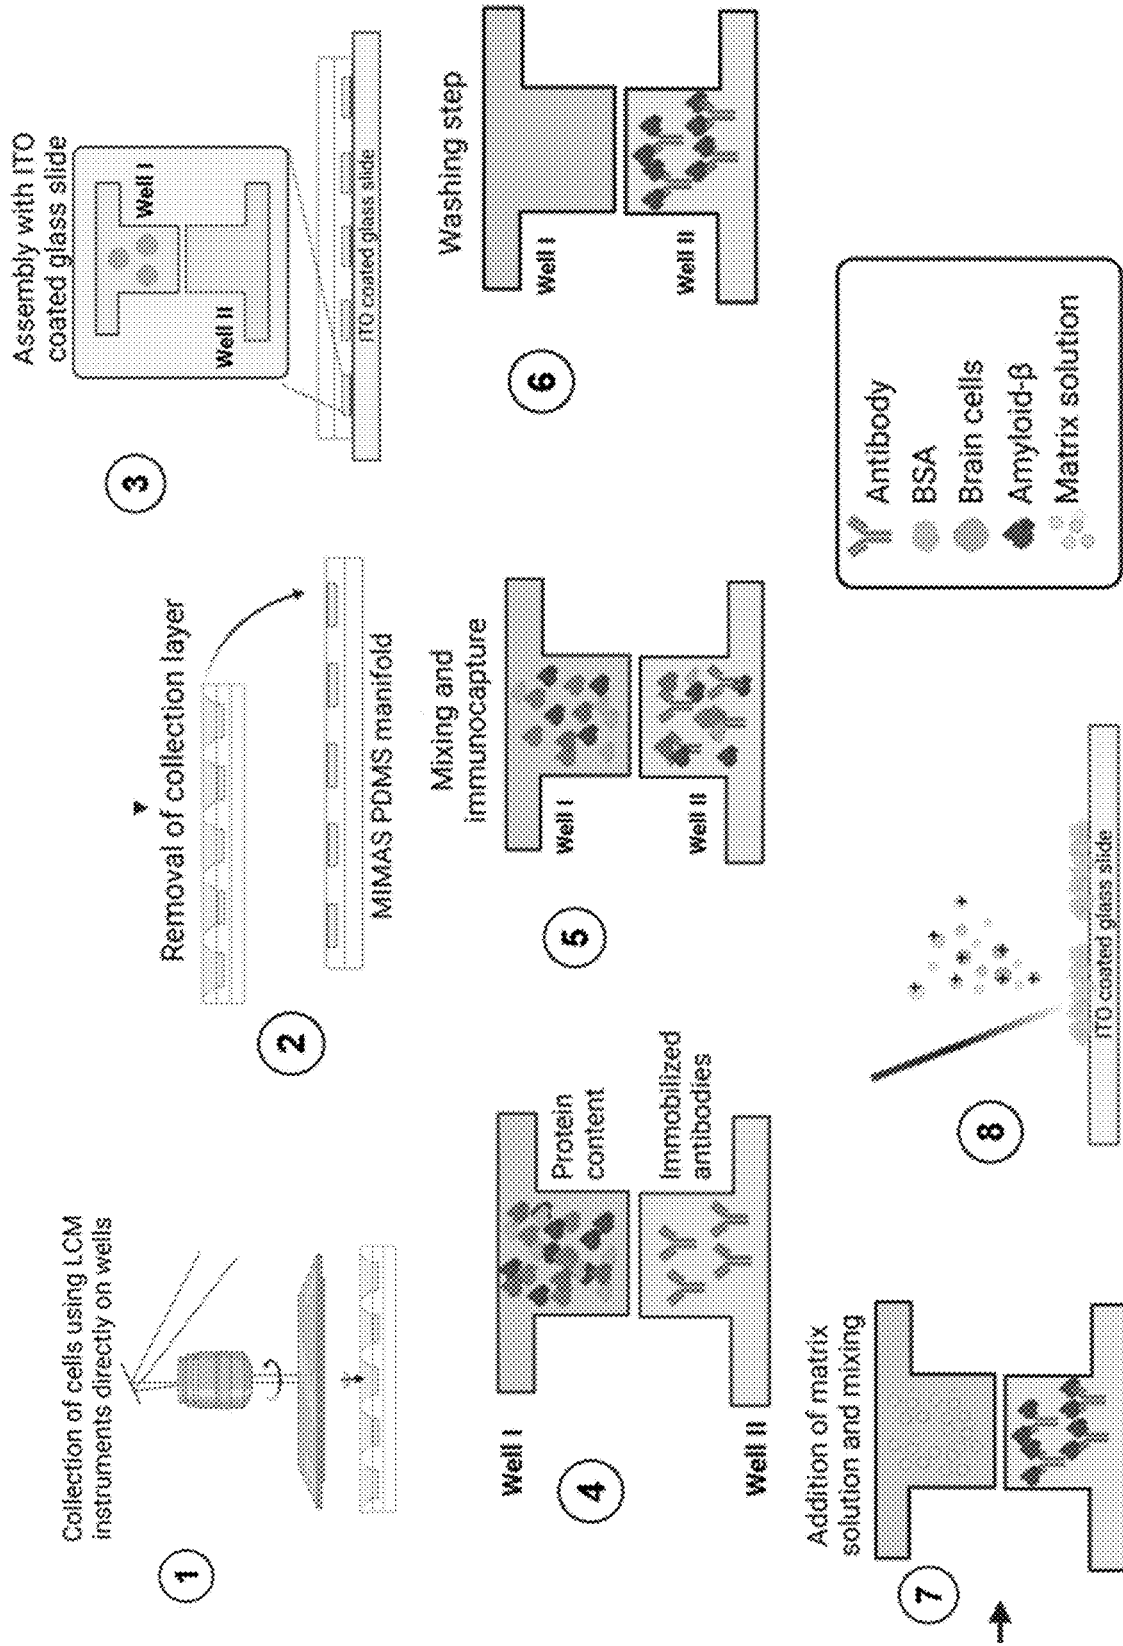 1
Collection of cells using LCM
instruments directly on wells
2
Removal of collection layer
MIMAS PDMS manifold
3
Assembly with ITO
coated glass slide
Well I
Well II
ITO coated glass slide
4
Well I
Protein
content
Well II
Immobilized
antibodies
5
Mixing and
immunocapture
Well I
Well II
6
Washing step
Well I
Well II
7
Addition of matrix
solution and mixing
8
ITO coated glass slide
Antibody
BSA
Brain cells
Amyloid-β
Matrix solution